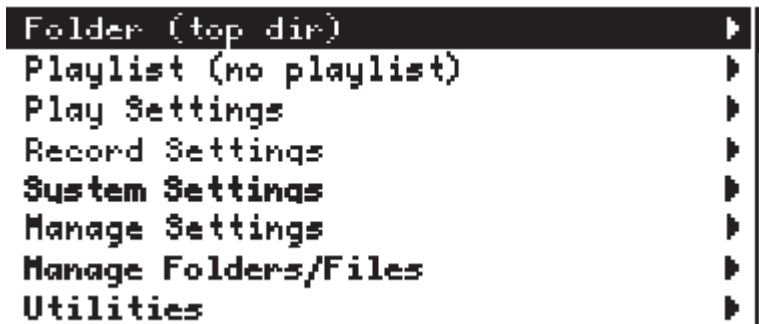 Folder (top dir)
Playlist (no playlist)
Play Settings
Record Settings
System Settings
Manage Settings
Manage Folders/Files
Utilities